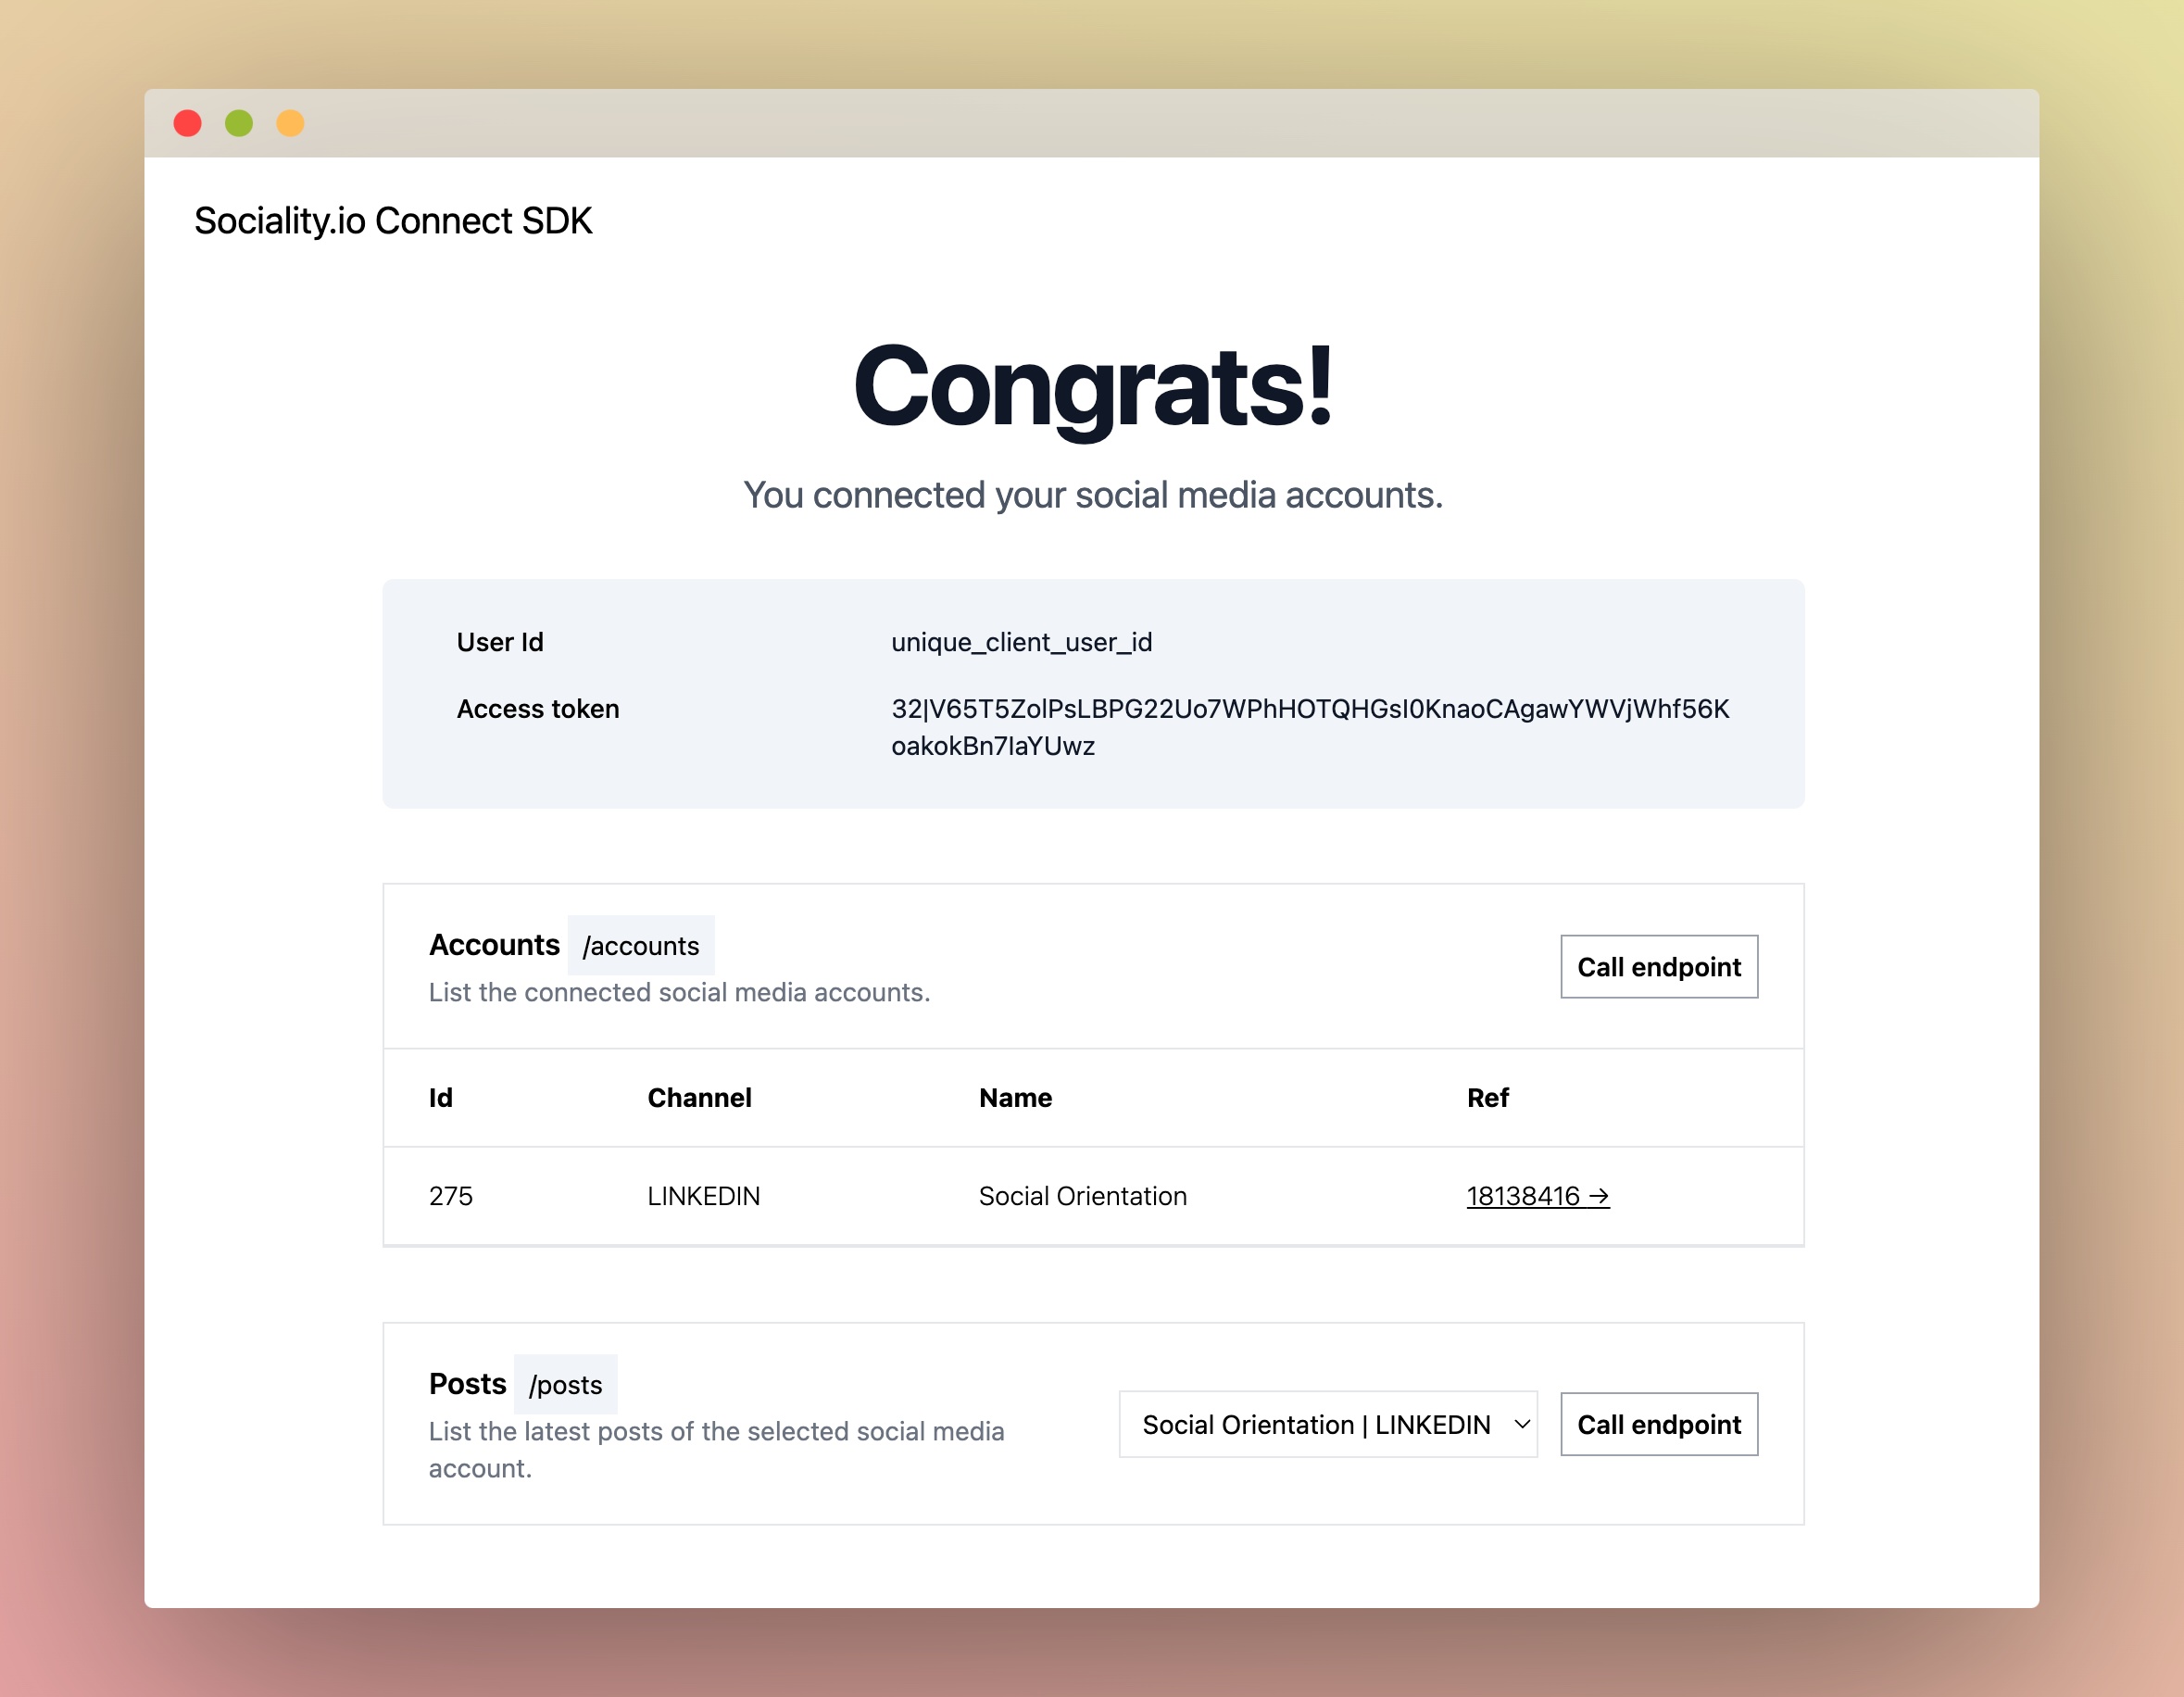 Sociality.io Connect SDK
Congrats!
You connected your social media accounts.
User Id unique_client_user_id
Access token 32|V65T5ZolPsLBPG22Uo7WPhHOTQHGsI0KnaoCAgawYWVjWhf56K
oakokBn7IaYUwz
Accounts /accounts
List the connected social media accounts.
Call endpoint
Id Channel Name Ref
275 LINKEDIN Social Orientation 18138416 →
Posts /posts
List the latest posts of the selected social media
account.
Social Orientation | LINKEDIN
Call endpoint